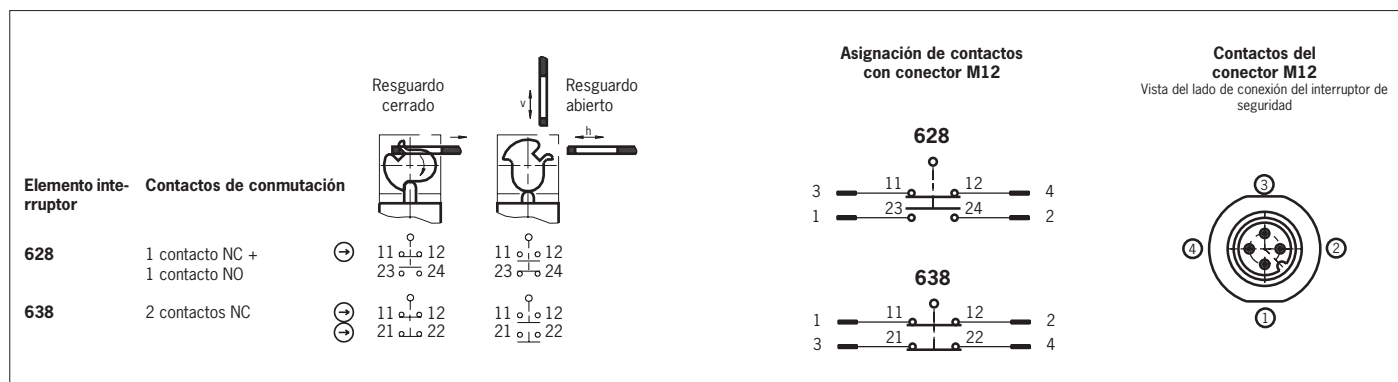 Asignación de contactos
con conector M12
Contactos del
conector M12
Vista del lado de conexión del interruptor de
seguridad
Resguardo
cerrado
Resguardo
abierto
v
h
Elemento inte-
rruptor
Contactos de conmutación
628
1 contacto NC +
1 contacto NO
11 12
23 24
11 12
23 24
638
2 contactos NC
11 12
21 22
11 12
21 22
628
3 11 12 4
1 23 24 2
638
1 11 12 2
3 21 22 4
3
4
2
1